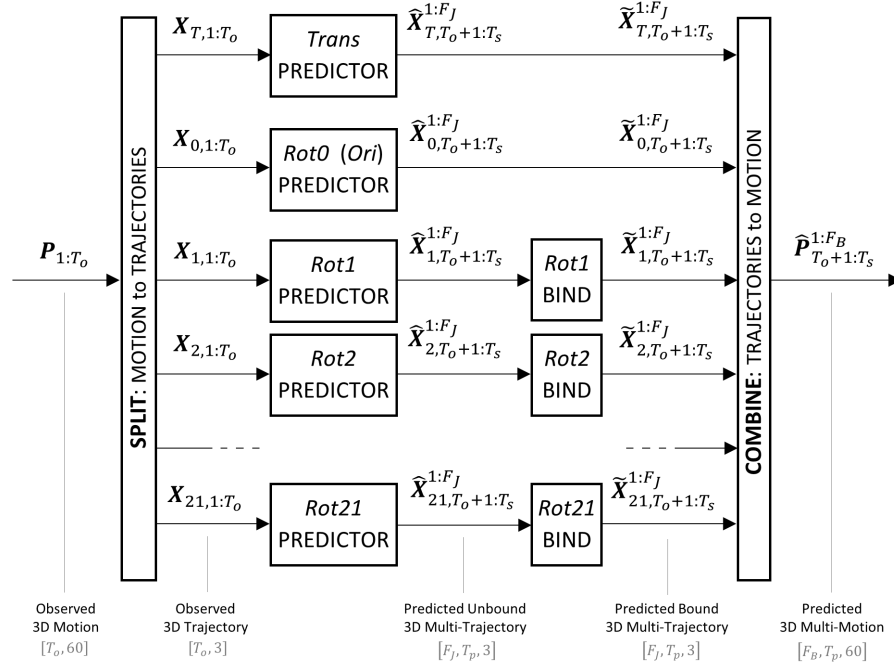 P_{1:T_o}
SPLIT: MOTION to TRAJECTORIES
X_{T,1:T_o}
Trans
PREDICTOR
X̂^{1:F_J}_{T,T_o+1:T_s}
X̃^{1:F_J}_{T,T_o+1:T_s}
X_{0,1:T_o}
Rot0 (Ori)
PREDICTOR
X̂^{1:F_J}_{0,T_o+1:T_s}
X̃^{1:F_J}_{0,T_o+1:T_s}
X_{1,1:T_o}
Rot1
PREDICTOR
X̂^{1:F_J}_{1,T_o+1:T_s}
Rot1
BIND
X̃^{1:F_J}_{1,T_o+1:T_s}
X_{2,1:T_o}
Rot2
PREDICTOR
X̂^{1:F_J}_{2,T_o+1:T_s}
Rot2
BIND
X̃^{1:F_J}_{2,T_o+1:T_s}
X_{21,1:T_o}
Rot21
PREDICTOR
X̂^{1:F_J}_{21,T_o+1:T_s}
Rot21
BIND
X̃^{1:F_J}_{21,T_o+1:T_s}
COMBINE: TRAJECTORIES to MOTION
P̂^{1:F_B}_{T_o+1:T_s}
Observed
3D Motion
[T_o, 60]
Observed
3D Trajectory
[T_o, 3]
Predicted Unbound
3D Multi-Trajectory
[F_J, T_p, 3]
Predicted Bound
3D Multi-Trajectory
[F_J, T_p, 3]
Predicted
3D Multi-Motion
[F_B, T_p, 60]